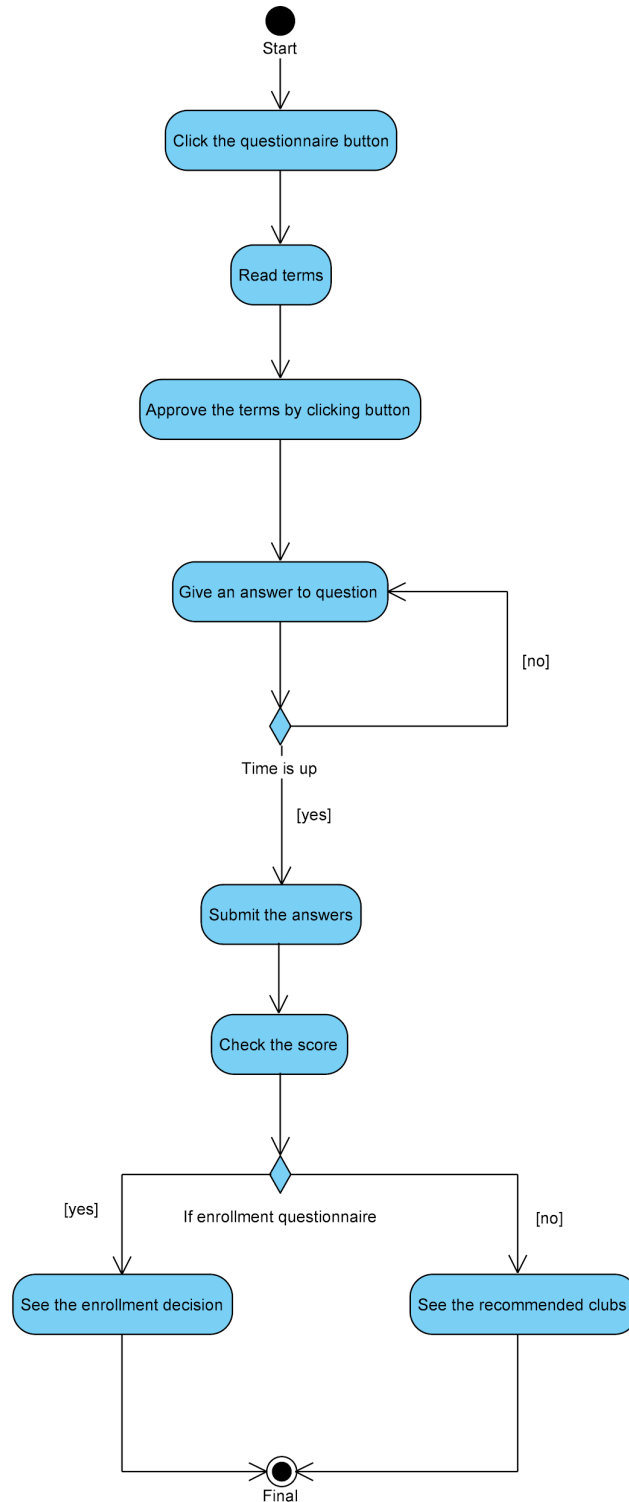 Start
Click the questionnaire button
Read terms
Approve the terms by clicking button
Give an answer to question
[no]
Time is up
[yes]
Submit the answers
Check the score
[yes]
If enrollment questionnaire
[no]
See the enrollment decision
See the recommended clubs
Final